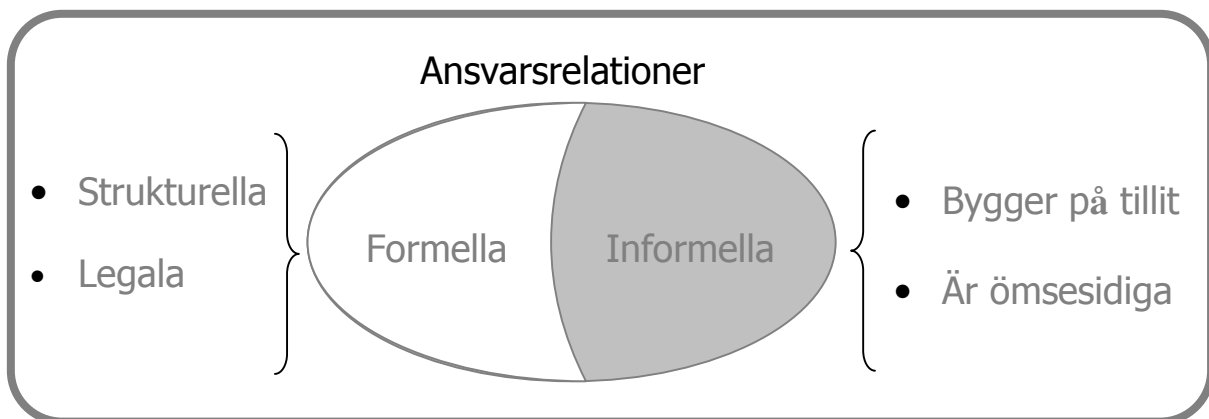 Ansvarsrelationer
• Strukturella
• Legala
Formella
Informella
• Bygger på tillit
• Är ömsesidiga